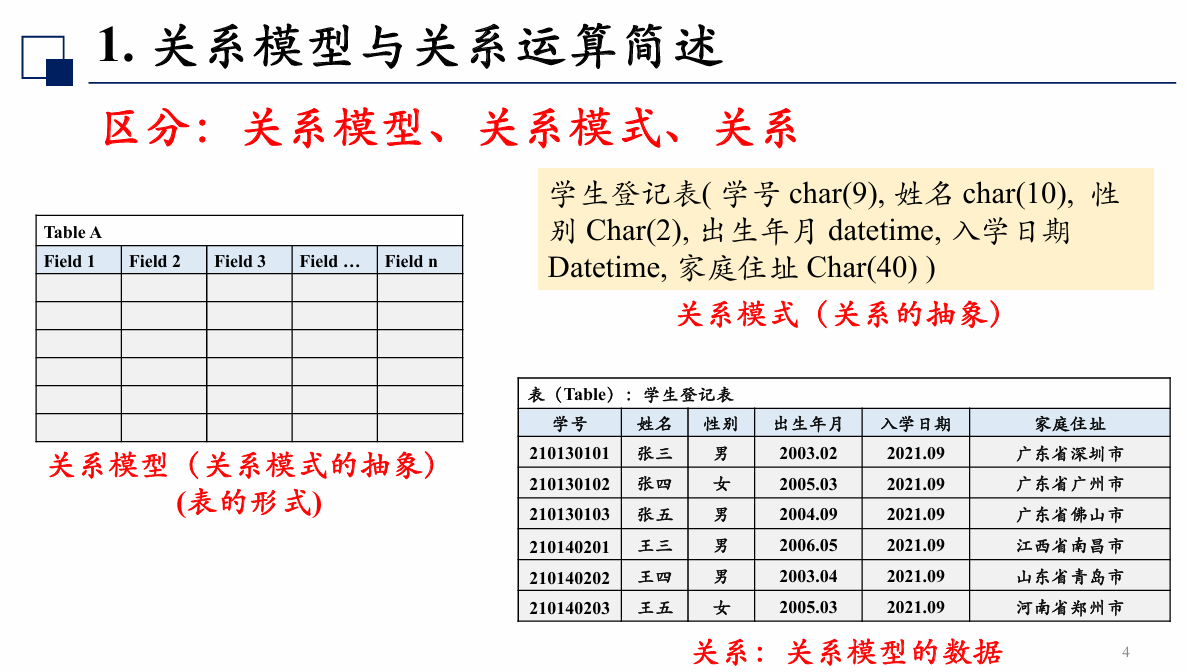 1. 关系模型与关系运算简述
区分：关系模型、关系模式、关系
学生登记表( 学号 char(9), 姓名 char(10), 性
别 Char(2), 出生年月 datetime, 入学日期
Datetime, 家庭住址 Char(40) )
关系模式（关系的抽象）
Table A
Field 1 Field 2 Field 3 Field … Field n
关系模型（关系模式的抽象）
(表的形式)
表（Table）：学生登记表
学号 姓名 性别 出生年月 入学日期 家庭住址
210130101 张三 男 2003.02 2021.09 广东省深圳市
210130102 张四 女 2005.03 2021.09 广东省广州市
210130103 张五 男 2004.09 2021.09 广东省佛山市
210140201 王三 男 2006.05 2021.09 江西省南昌市
210140202 王四 男 2003.04 2021.09 山东省青岛市
210140203 王五 女 2005.03 2021.09 河南省郑州市
关系：关系模型的数据
4